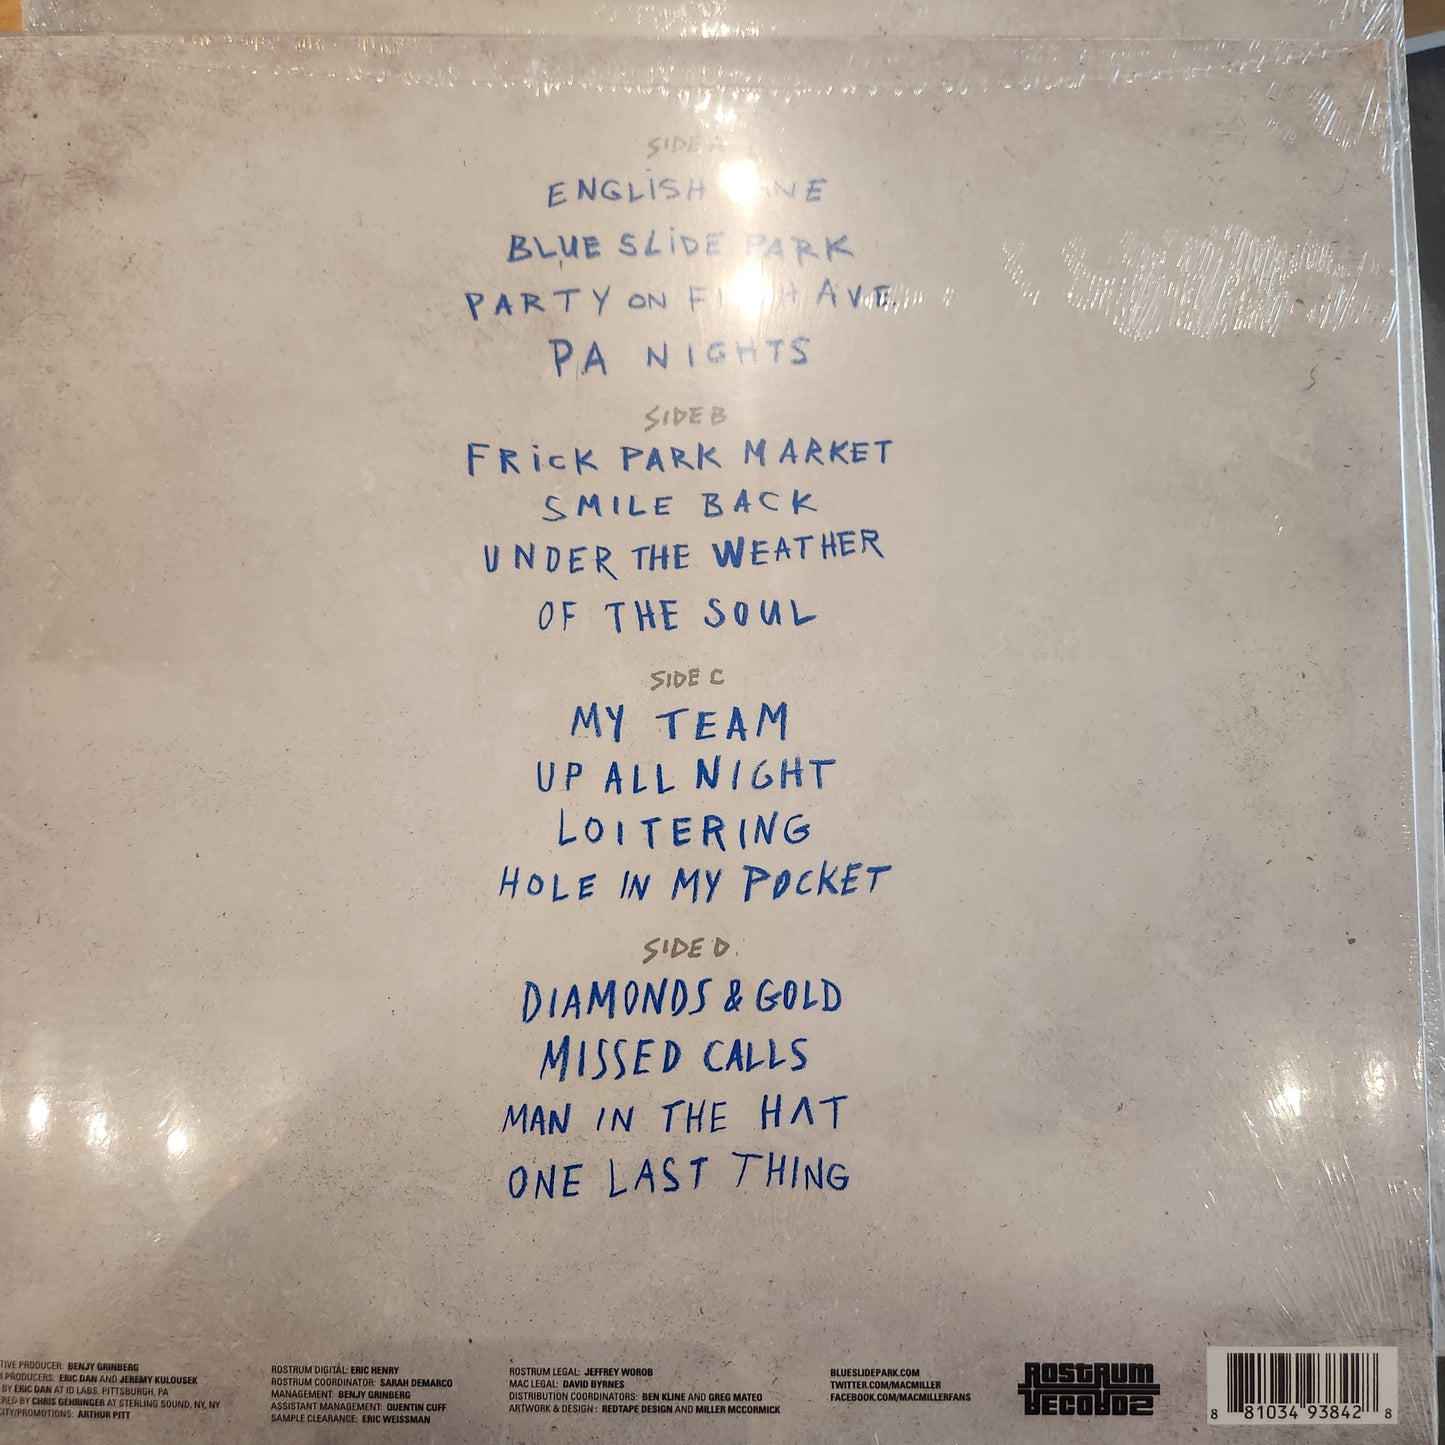 SIDE
ENGLISH
BLUE SLIDE PARK
PARTY ON AVE.
PA NIGHTS
SIDE B
FRICK PARK MARKET
SMILE BACK
UNDER THE WEATHER
OF THE SOUL
SIDE C
MY TEAM
UP ALL NIGHT
LOITERING
HOLE IN MY POCKET
SIDE D
DIAMONDS & GOLD
MISSED CALLS
MAN IN THE HAT
ONE LAST THING
TIVE PRODUCER: BENJY GRINBERG
PRODUCERS: ERIC DAN AND JEREMY KULOUSEK
BY ERIC DAN AT ID LABS, PITTSBURGH, PA
ERED BY CHRIS GEHRINGER AT STERLING SOUND, NY, NY
CITY/PROMOTIONS: ARTHUR PITT
ROSTRUM DIGITAL: ERIC HENRY
ROSTRUM COORDINATOR: SARAH DEMARCO
MANAGEMENT: BENJY GRINBERG
ASSISTANT MANAGEMENT: QUENTIN CUFF
SAMPLE CLEARANCE: ERIC WEISSMAN
ROSTRUM LEGAL: JEFFREY WOROB
MAC LEGAL: DAVID BYRNES
DISTRIBUTION COORDINATORS: BEN KLINE AND GREG MATEO
ARTWORK & DESIGN : REDTAPE DESIGN AND MILLER MCCORMICK
BLUESLIDEPARK.COM
TWITTER.COM/MACMILLER
FACEBOOK.COM/MACMILLERFANS
ROSTRUM
RECORDS
8 81034 93842 8